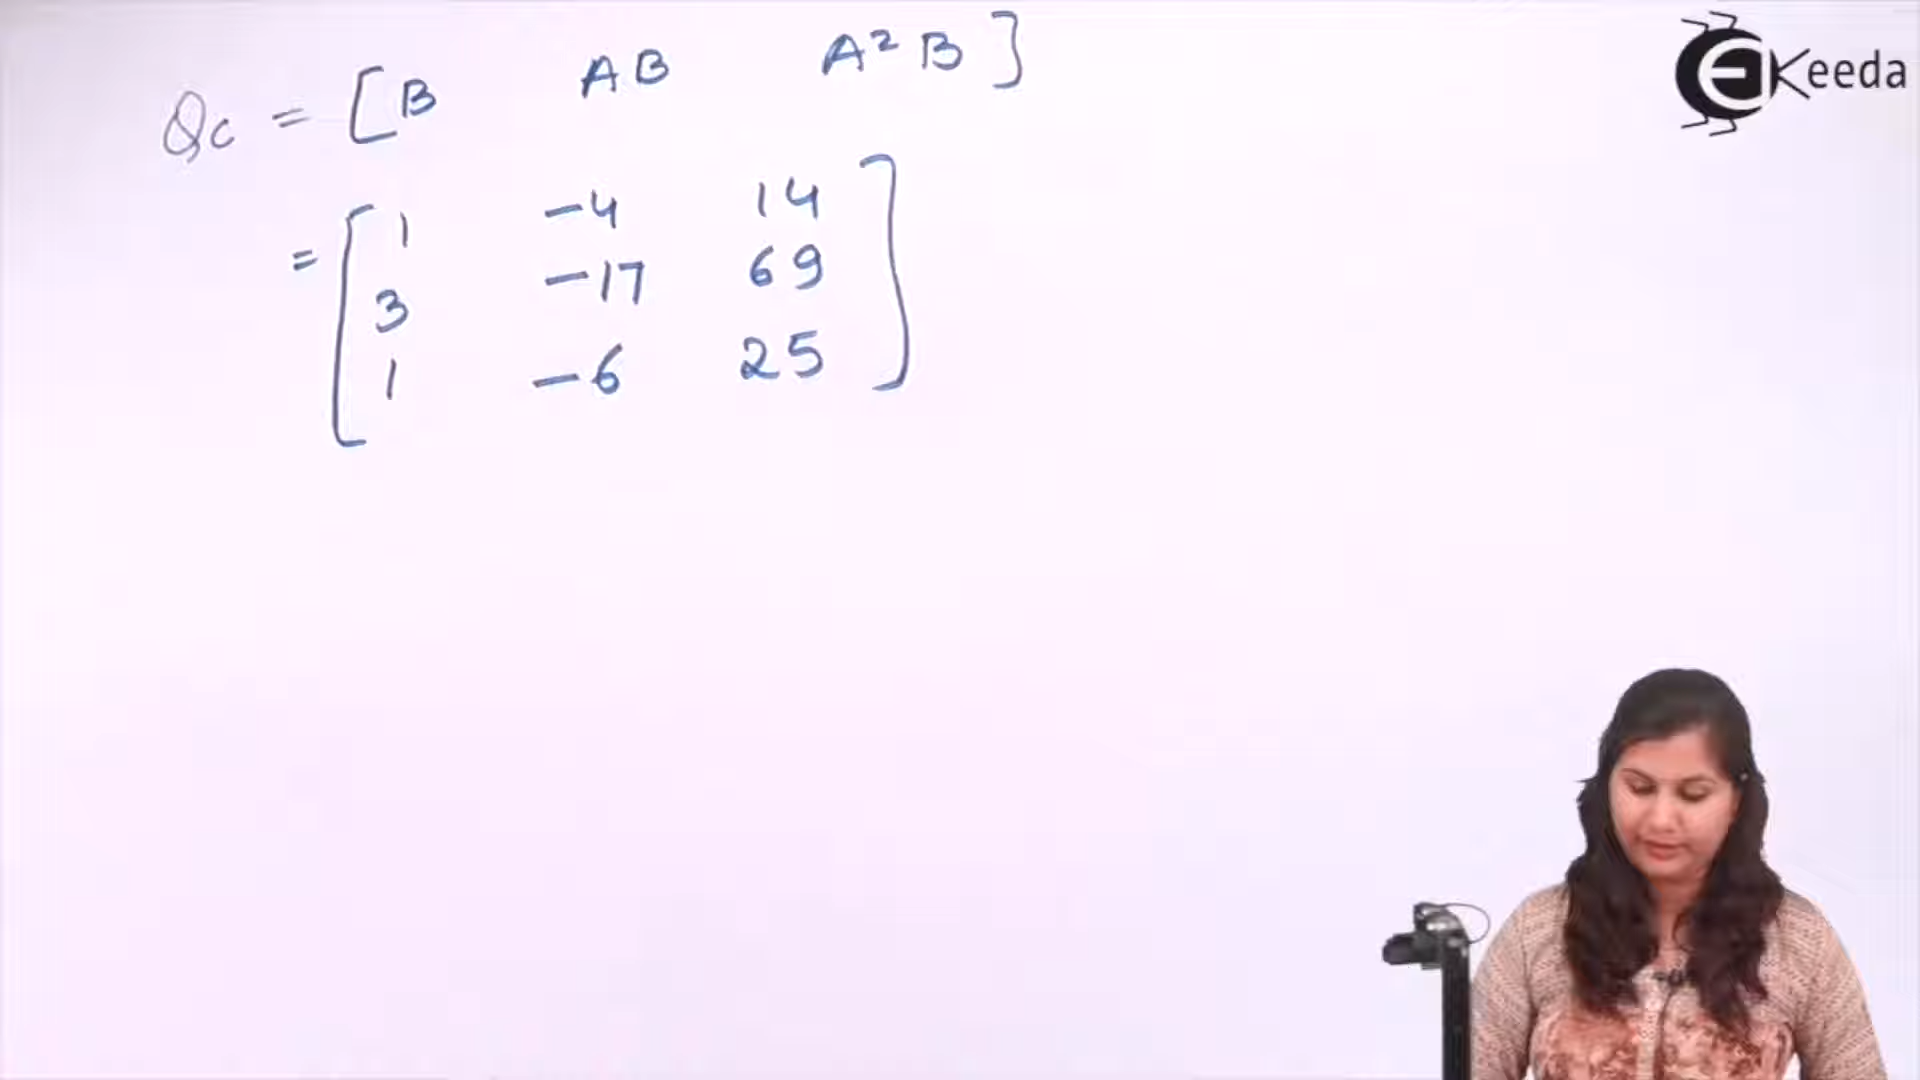 Qc = [B AB A²B]
= [1 -4 14
3 -17 69
1 -6 25]
EKeeda